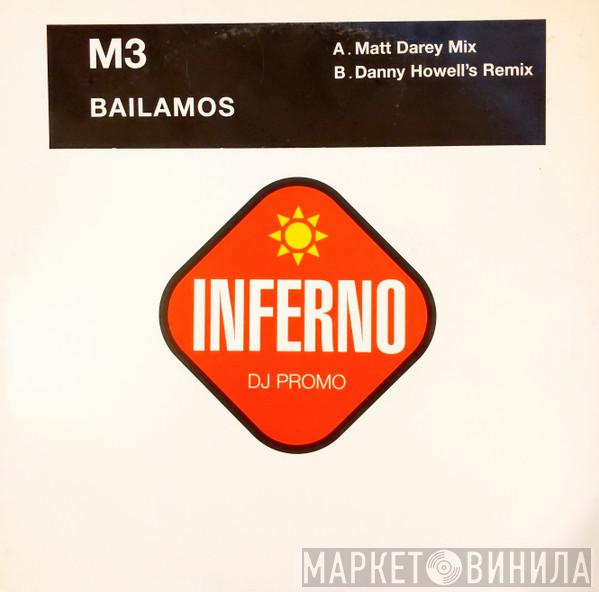 M3
BAILAMOS
A. Matt Darey Mix
B. Danny Howell's Remix
INFERNO
DJ PROMO
МАРКЕТ ВИНИЛА